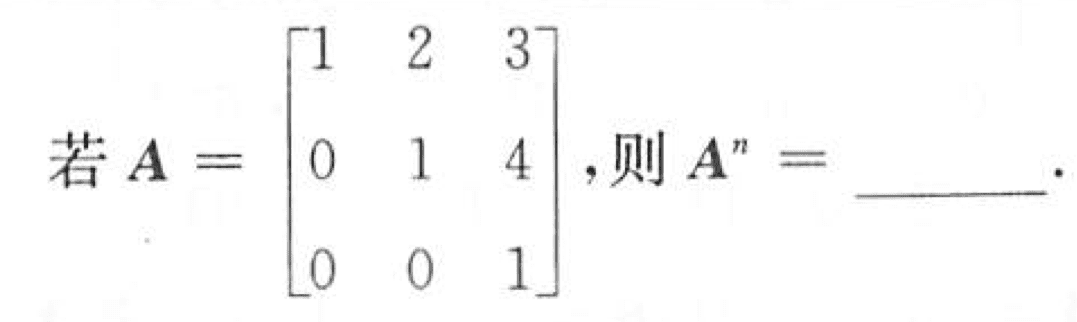 若 A = [1 2 3
0 1 4
0 0 1], 则 Aⁿ = ______.